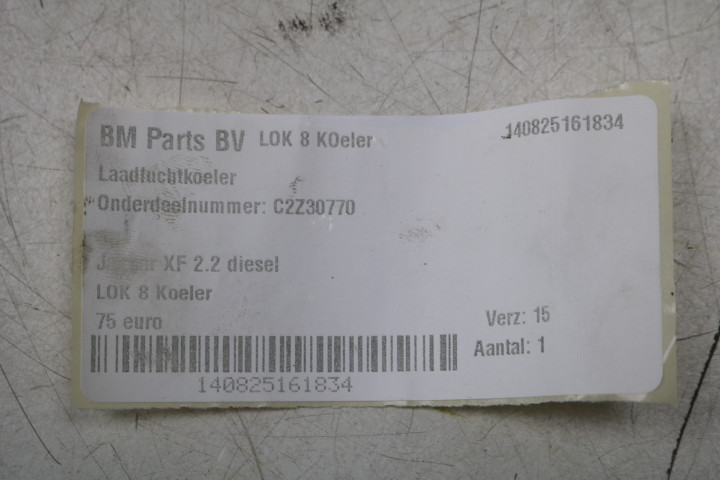 BM Parts BV LOK 8 KOeler 140825161834
Laadluchtkoeler
Onderdeelnummer: C2Z30770
XF 2.2 diesel
LOK 8 Koeler
75 euro Verz: 15
Aantal: 1
140825161834